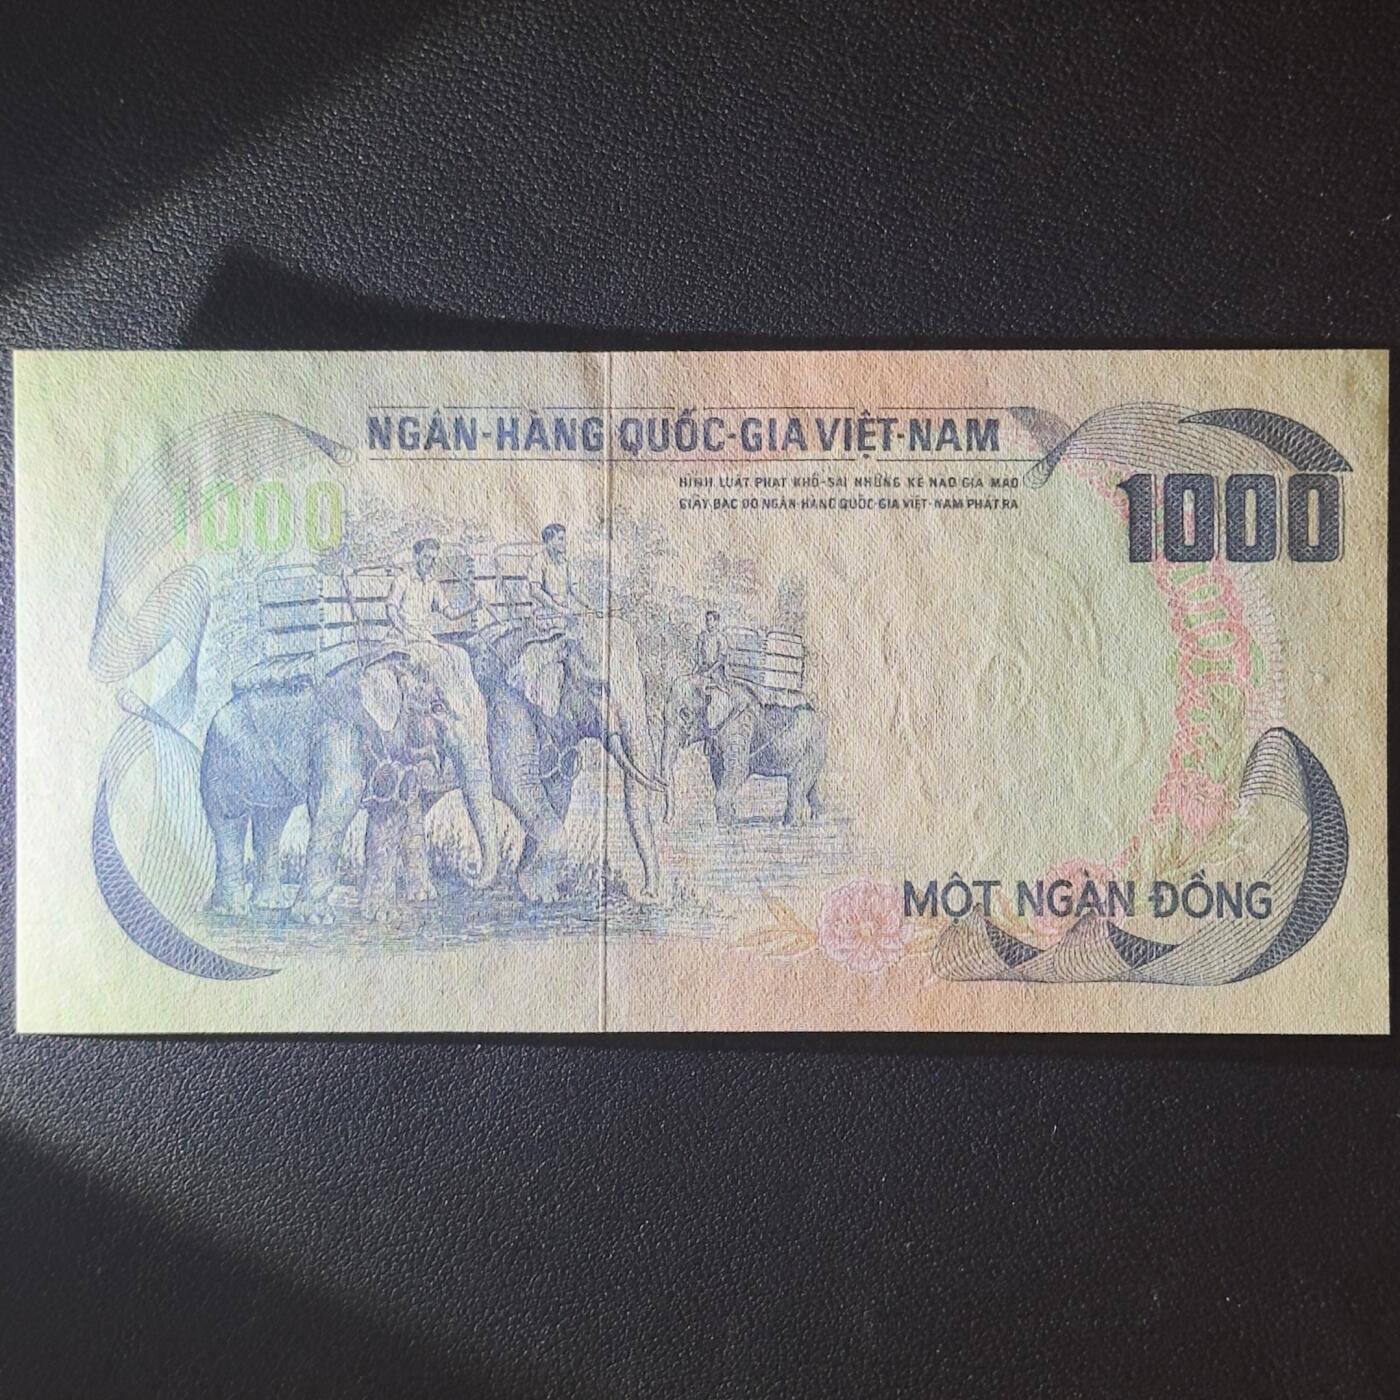 NGÂN-HÀNG QUỐC-GIA VIỆT-NAM
HÌNH LUẬT PHẠT KHỔ-SAI NHỮNG KẺ NÀO GIẢ MẠO
GIẤY BẠC DO NGÂN-HÀNG QUỐC-GIA VIỆT-NAM PHÁT RA
1000
1000
MỘT NGÀN ĐỒNG